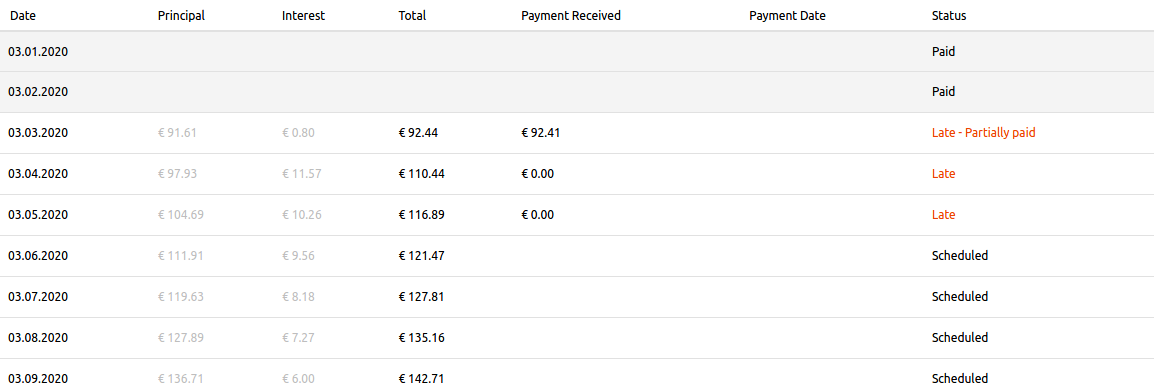 Date Principal Interest Total Payment Received Payment Date Status
03.01.2020 Paid
03.02.2020 Paid
03.03.2020 € 91.61 € 0.80 € 92.44 € 92.41 Late - Partially paid
03.04.2020 € 97.93 € 11.57 € 110.44 € 0.00 Late
03.05.2020 € 104.69 € 10.26 € 116.89 € 0.00 Late
03.06.2020 € 111.91 € 9.56 € 121.47 Scheduled
03.07.2020 € 119.63 € 8.18 € 127.81 Scheduled
03.08.2020 € 127.89 € 7.27 € 135.16 Scheduled
03.09.2020 € 136.71 € 6.00 € 142.71 Scheduled